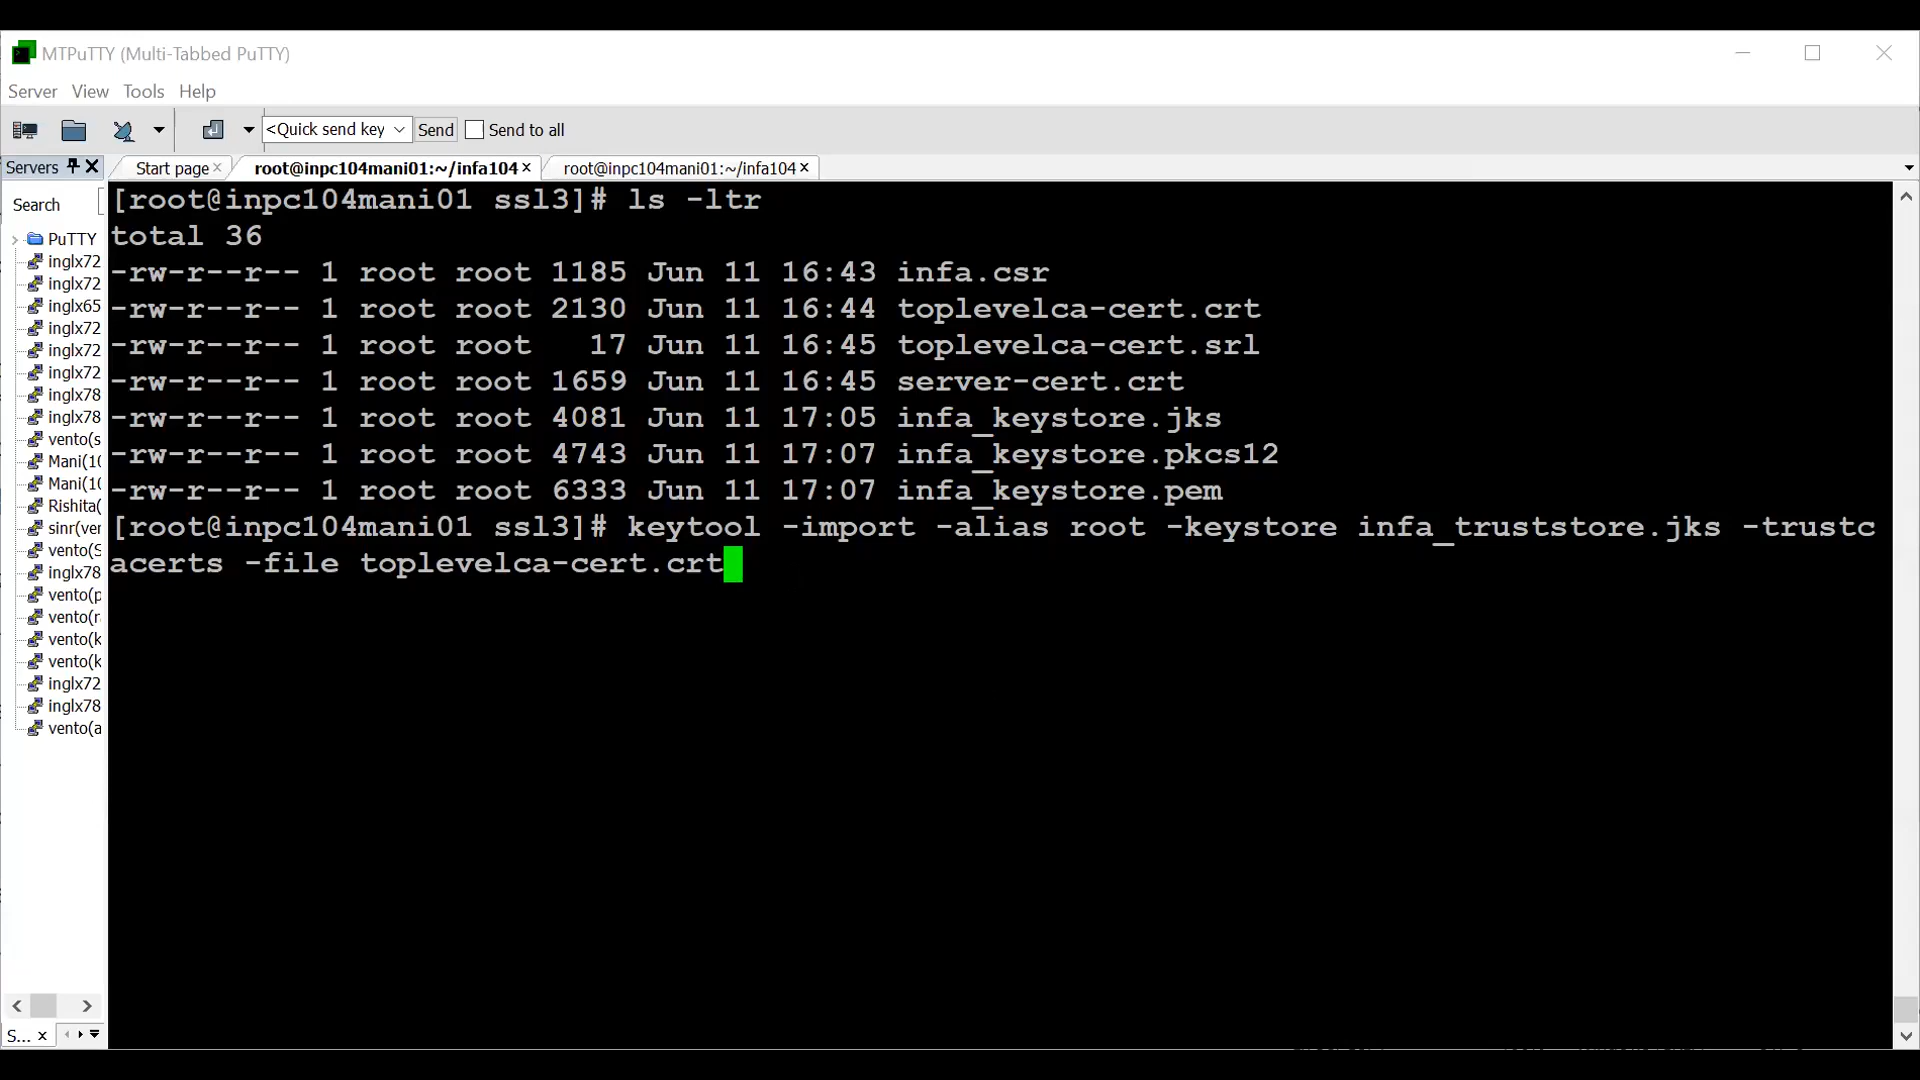 MTPuTTY (Multi-Tabbed PuTTY)
Server View Tools Help
<Quick send key Send Send to all
Servers Start page root@inpc104mani01:~/infa104 root@inpc104mani01:~/infa104
Search
PuTTY
inglx72
inglx72
inglx65
inglx72
inglx72
inglx72
inglx78
inglx78
vento(s
Mani(10
Mani(10
Rishita(
sinr(ver
vento(S
inglx78
vento(p
vento(ra
vento(k
vento(k
inglx72
inglx78
vento(a
S...
[root@inpc104mani01 ssl3]# ls -ltr
total 36
-rw-r--r-- 1 root root 1185 Jun 11 16:43 infa.csr
-rw-r--r-- 1 root root 2130 Jun 11 16:44 toplevelca-cert.crt
-rw-r--r-- 1 root root 17 Jun 11 16:45 toplevelca-cert.srl
-rw-r--r-- 1 root root 1659 Jun 11 16:45 server-cert.crt
-rw-r--r-- 1 root root 4081 Jun 11 17:05 infa_keystore.jks
-rw-r--r-- 1 root root 4743 Jun 11 17:07 infa_keystore.pkcs12
-rw-r--r-- 1 root root 6333 Jun 11 17:07 infa_keystore.pem
[root@inpc104mani01 ssl3]# keytool -import -alias root -keystore infa_truststore.jks -trustc
acerts -file toplevelca-cert.crt